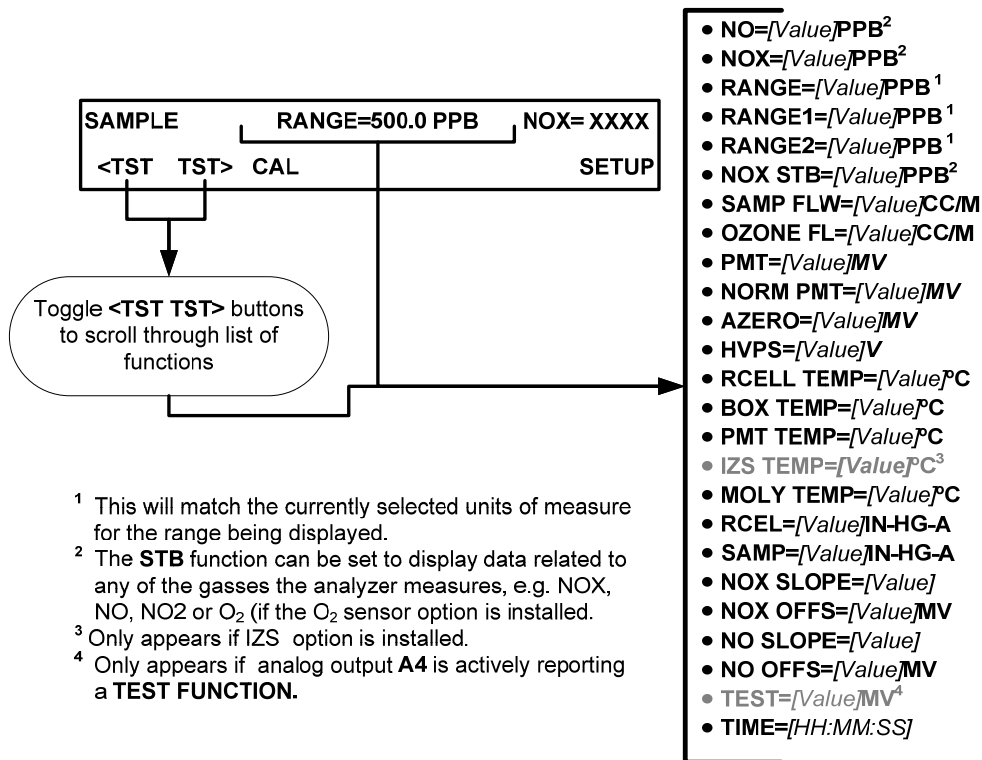 SAMPLE RANGE=500.0 PPB NOX= XXXX
<TST TST> CAL SETUP
Toggle <TST TST> buttons
to scroll through list of
functions
¹ This will match the currently selected units of measure
for the range being displayed.
² The STB function can be set to display data related to
any of the gasses the analyzer measures, e.g. NOX,
NO, NO2 or O₂ (if the O₂ sensor option is installed.
³ Only appears if IZS option is installed.
⁴ Only appears if analog output A4 is actively reporting
a TEST FUNCTION.
• NO=[Value]PPB²
• NOX=[Value]PPB²
• RANGE=[Value]PPB ¹
• RANGE1=[Value]PPB ¹
• RANGE2=[Value]PPB ¹
• NOX STB=[Value]PPB²
• SAMP FLW=[Value]CC/M
• OZONE FL=[Value]CC/M
• PMT=[Value]MV
• NORM PMT=[Value]MV
• AZERO=[Value]MV
• HVPS=[Value]V
• RCELL TEMP=[Value]ºC
• BOX TEMP=[Value]ºC
• PMT TEMP=[Value]ºC
• IZS TEMP=[Value]ºC³
• MOLY TEMP=[Value]ºC
• RCEL=[Value]IN-HG-A
• SAMP=[Value]IN-HG-A
• NOX SLOPE=[Value]
• NOX OFFS=[Value]MV
• NO SLOPE=[Value]
• NO OFFS=[Value]MV
• TEST=[Value]MV⁴
• TIME=[HH:MM:SS]